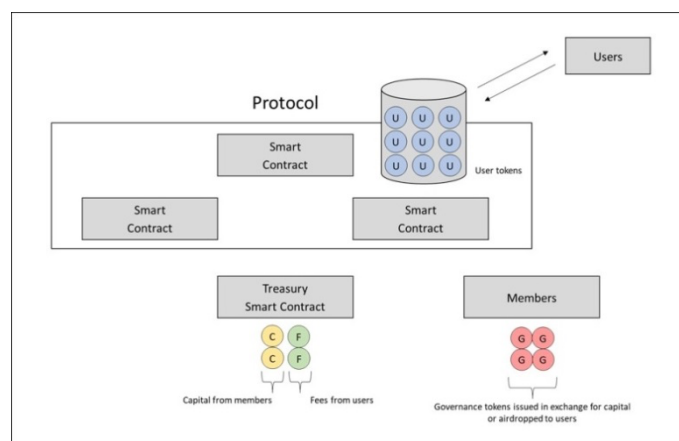 Users
Protocol
U U U
U U U
U U U
Smart
Contract
User tokens
Smart
Contract
Smart
Contract
Treasury
Smart Contract
Members
C F
C F
G G
G G
Capital from members
Fees from users
Governance tokens issued in exchange for capital
or airdropped to users